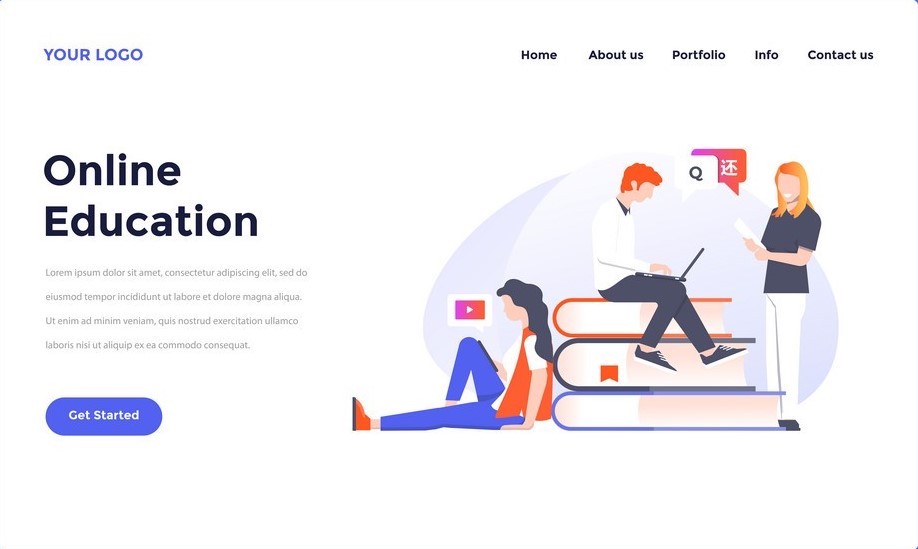 YOUR LOGO
Home About us Portfolio Info Contact us
Online
Education
Lorem ipsum dolor sit amet, consectetur adipiscing elit, sed do
eiusmod tempor incididunt ut labore et dolore magna aliqua.
Ut enim ad minim veniam, quis nostrud exercitation ullamco
laboris nisi ut aliquip ex ea commodo consequat.
Get Started
Q 还